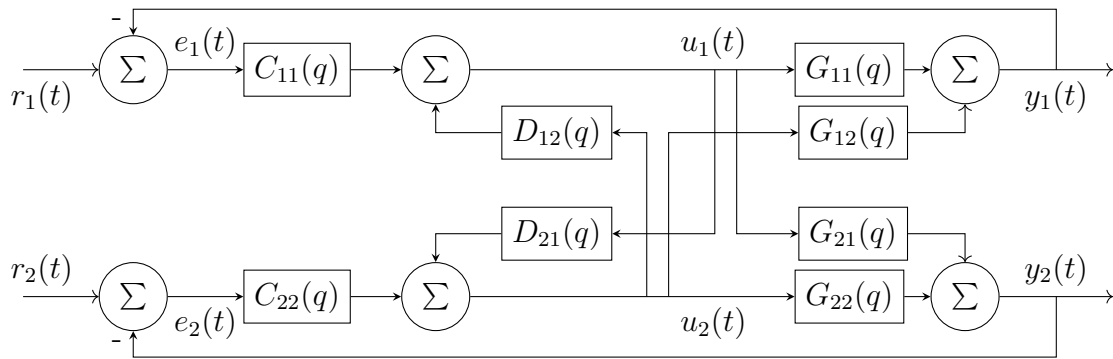 -
e₁(t)
u₁(t)
Σ
C₁₁(q)
Σ
G₁₁(q)
Σ
r₁(t)
y₁(t)
D₁₂(q)
G₁₂(q)
D₂₁(q)
G₂₁(q)
r₂(t)
y₂(t)
Σ
C₂₂(q)
Σ
G₂₂(q)
Σ
e₂(t)
u₂(t)
-